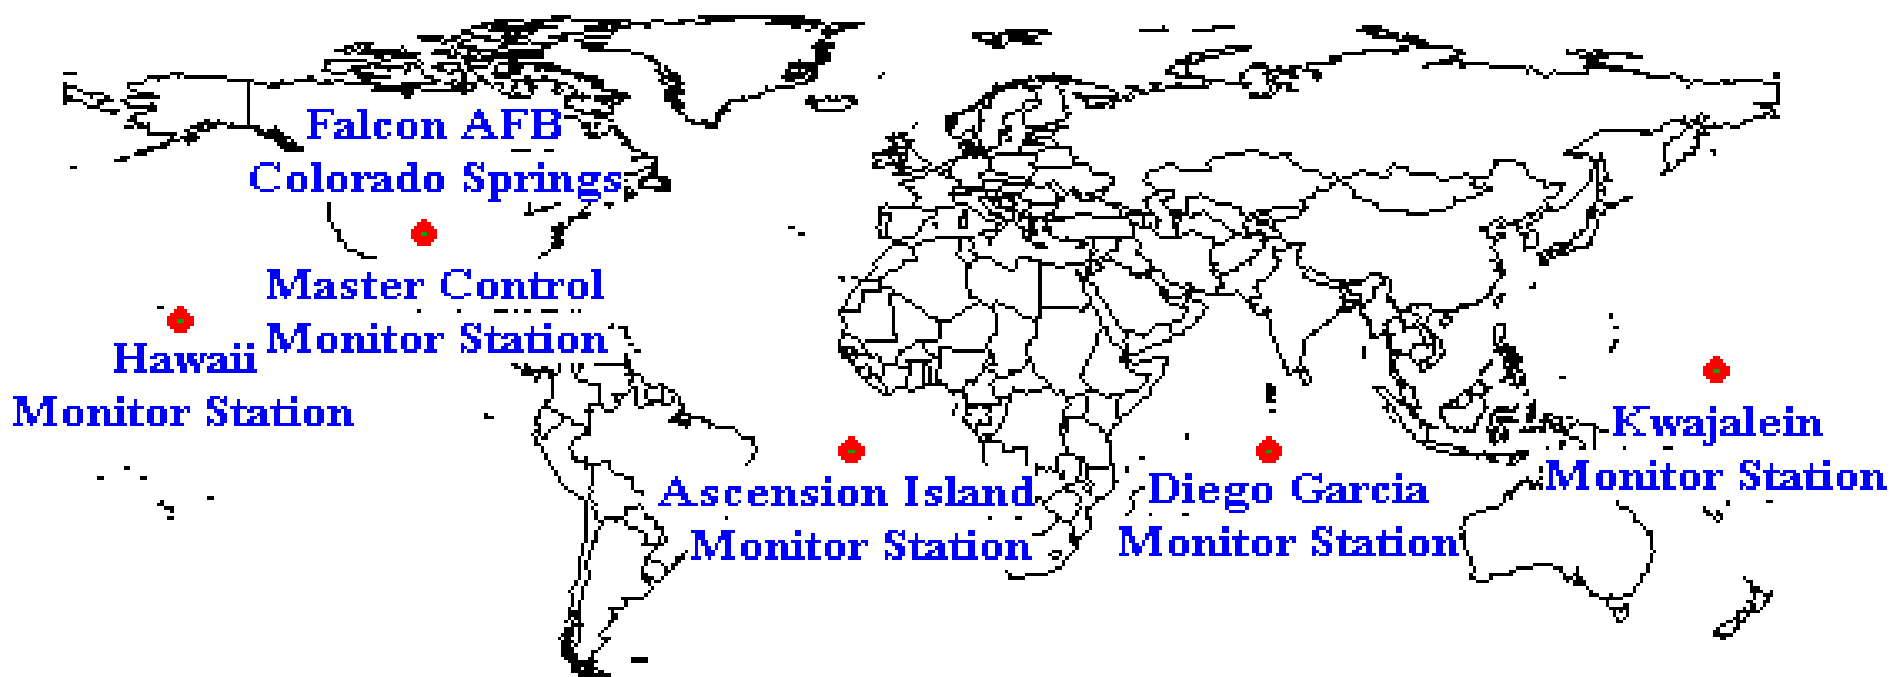 Falcon AFB
Colorado Springs
Master Control
Monitor Station
Hawaii
Monitor Station
Ascension Island
Monitor Station
Diego Garcia
Monitor Station
Kwajalein
Monitor Station